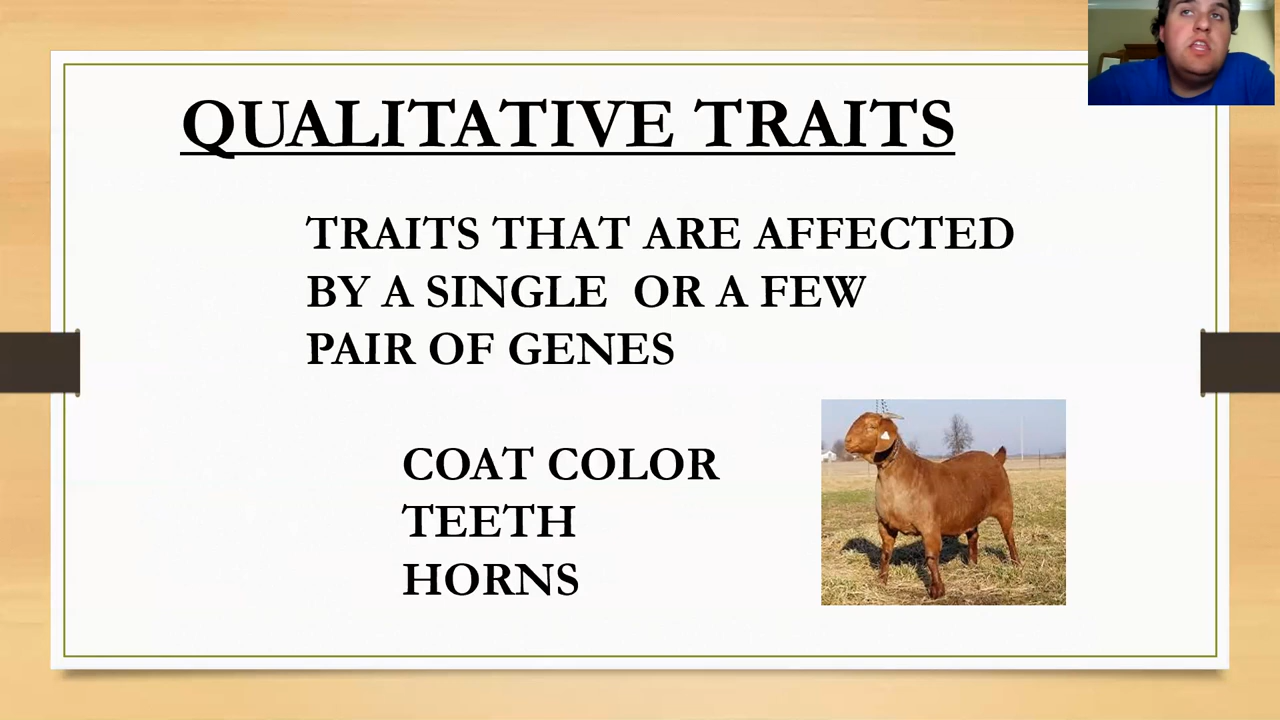 QUALITATIVE TRAITS
TRAITS THAT ARE AFFECTED
BY A SINGLE OR A FEW
PAIR OF GENES
COAT COLOR
TEETH
HORNS